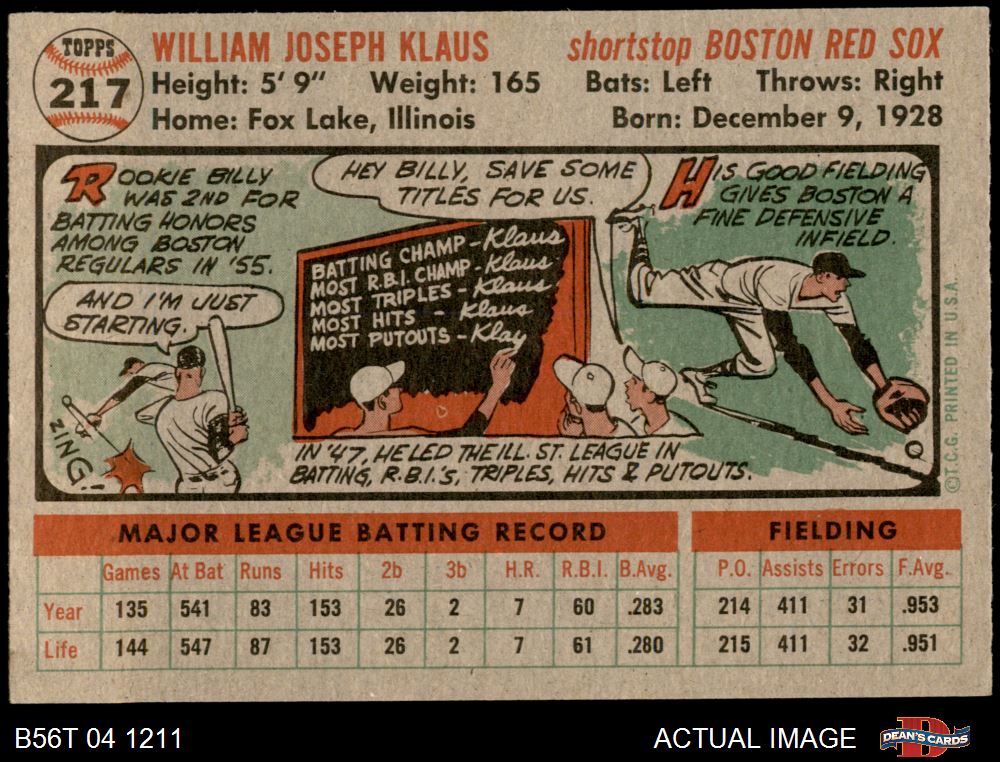 TOPPS
217
WILLIAM JOSEPH KLAUS
shortstop BOSTON RED SOX
Height: 5' 9" Weight: 165 Bats: Left Throws: Right
Home: Fox Lake, Illinois Born: December 9, 1928
ROOKIE BILLY
WAS 2ND FOR
BATTING HONORS
AMONG BOSTON
REGULARS IN '55.
AND I'M JUST
STARTING.
ZING!
HEY BILLY, SAVE SOME
TITLES FOR US.
BATTING CHAMP - Klaus
MOST R.B.I. CHAMP - Klaus
MOST TRIPLES - Klaus
MOST HITS - Klaus
MOST PUTOUTS - Klay
IN '47, HE LED THE ILL. ST. LEAGUE IN
BATTING, R.B.I.'S, TRIPLES, HITS & PUTOUTS.
HIS GOOD FIELDING
GIVES BOSTON A
FINE DEFENSIVE
INFIELD.
© T.C.G. PRINTED IN U.S.A.
MAJOR LEAGUE BATTING RECORD FIELDING
Games At Bat Runs Hits 2b 3b H.R. R.B.I. B.Avg. P.O. Assists Errors F.Avg.
Year 135 541 83 153 26 2 7 60 .283 214 411 31 .953
Life 144 547 87 153 26 2 7 61 .280 215 411 32 .951
B56T 04 1211
ACTUAL IMAGE
DEAN'S CARDS